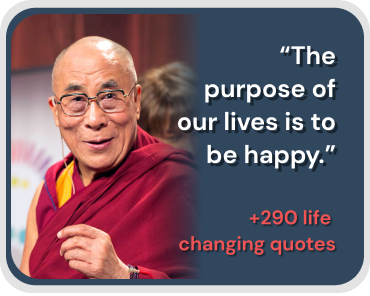 “The
purpose of
our lives is to
be happy.”
+290 life
changing quotes